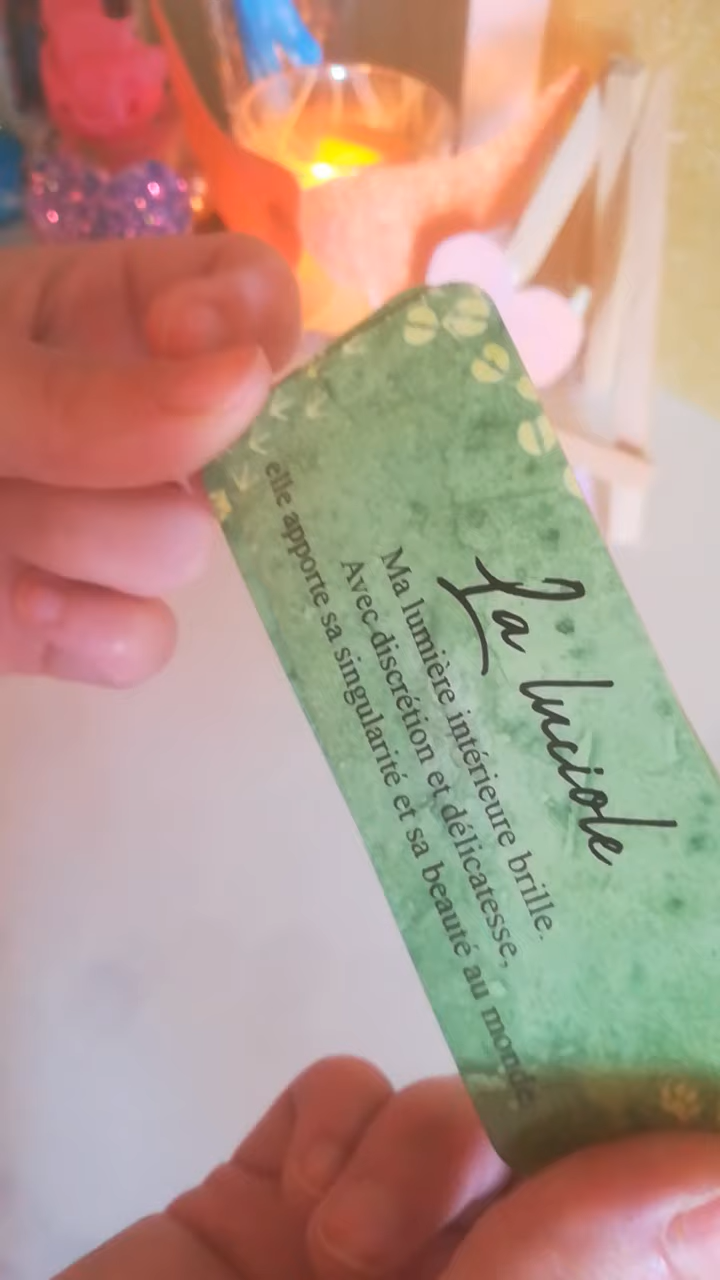 La luciole
Ma lumière intérieure brille.
Avec discrétion et délicatesse,
elle apporte sa singularité et sa beauté au monde